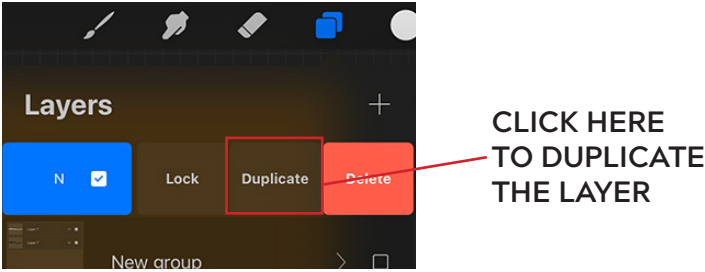 Layers
N Lock Duplicate Delete
New group
CLICK HERE
TO DUPLICATE
THE LAYER